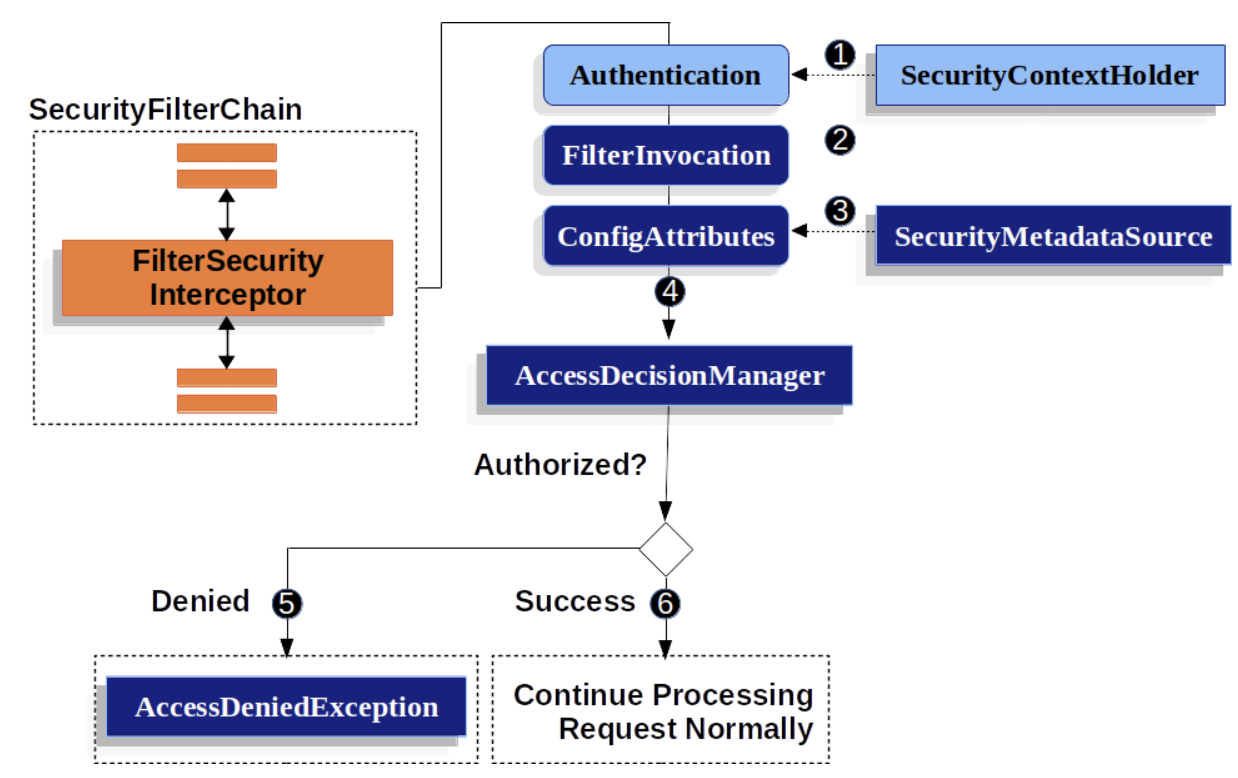 1
Authentication
SecurityContextHolder
SecurityFilterChain
2
FilterInvocation
3
ConfigAttributes
SecurityMetadataSource
FilterSecurity
Interceptor
4
AccessDecisionManager
Authorized?
Denied
5
Success
6
AccessDeniedException
Continue Processing
Request Normally